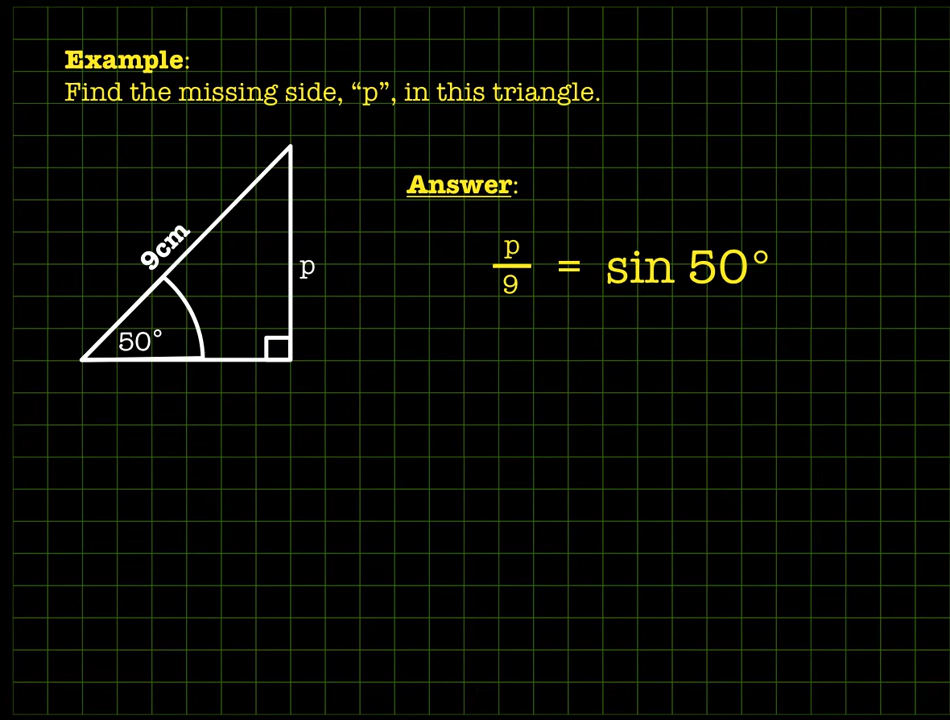 Example:
Find the missing side, “p”, in this triangle.
Answer:
9cm
p
50°
p
9
= sin 50°